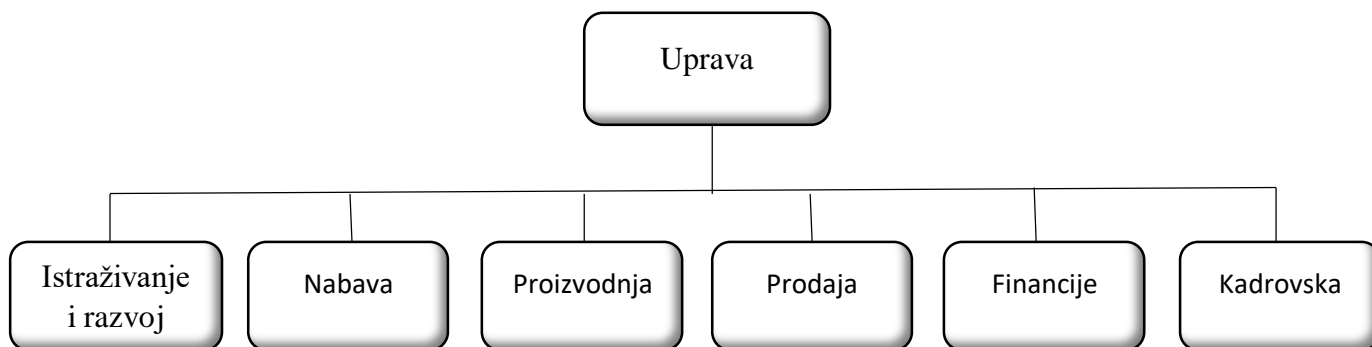 Uprava
Istraživanje
i razvoj
Nabava
Proizvodnja
Prodaja
Financije
Kadrovska